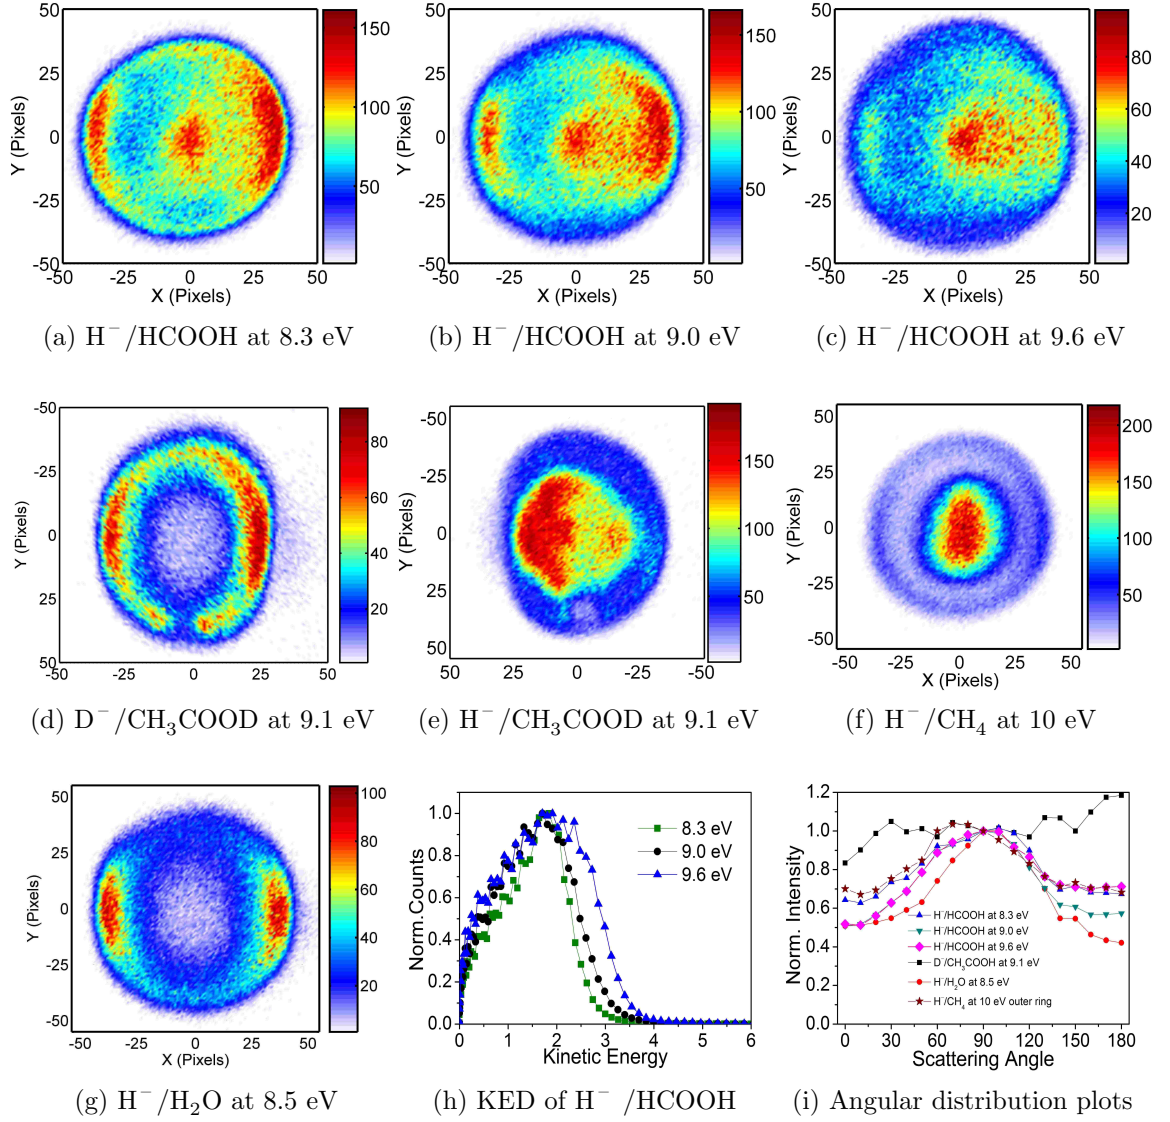 50
25
0
-25
-50
Y (Pixels)
-50 -25 0 25 50
X (Pixels)
150
100
50
(a) H⁻/HCOOH at 8.3 eV
50
25
0
-25
-50
Y (Pixels)
-50 -25 0 25 50
X (Pixels)
150
100
50
(b) H⁻/HCOOH at 9.0 eV
50
25
0
-25
-50
Y (Pixels)
-50 -25 0 25 50
X (Pixels)
80
60
40
20
(c) H⁻/HCOOH at 9.6 eV
-50
-25
0
25
50
Y (Pixels)
-50 -25 0 25 50
80
60
40
20
(d) D⁻/CH₃COOD at 9.1 eV
-50
-25
0
25
50
Y (Pixels)
50 25 0 -25 -50
150
100
50
(e) H⁻/CH₃COOD at 9.1 eV
50
25
0
-25
-50
Y (Pixels)
-50 -25 0 25 50
X (Pixels)
200
150
100
50
(f) H⁻/CH₄ at 10 eV
50
25
0
-25
-50
Y (Pixels)
-50 -25 0 25 50
X (Pixels)
100
80
60
40
20
(g) H⁻/H₂O at 8.5 eV
1.0
0.8
0.6
0.4
0.2
0.0
Norm.Counts
8.3 eV
9.0 eV
9.6 eV
0 1 2 3 4 5 6
Kinetic Energy
(h) KED of H⁻ /HCOOH
1.2
1.0
0.8
0.6
0.4
0.2
0.0
Norm. Intensity
H⁻/HCOOH at 8.3 eV
H⁻/HCOOH at 9.0 eV
H⁻/HCOOH at 9.6 eV
D⁻/CH₃COOH at 9.1 eV
H⁻/H₂O at 8.5 eV
H⁻/CH₄ at 10 eV outer ring
0 30 60 90 120 150 180
Scattering Angle
(i) Angular distribution plots